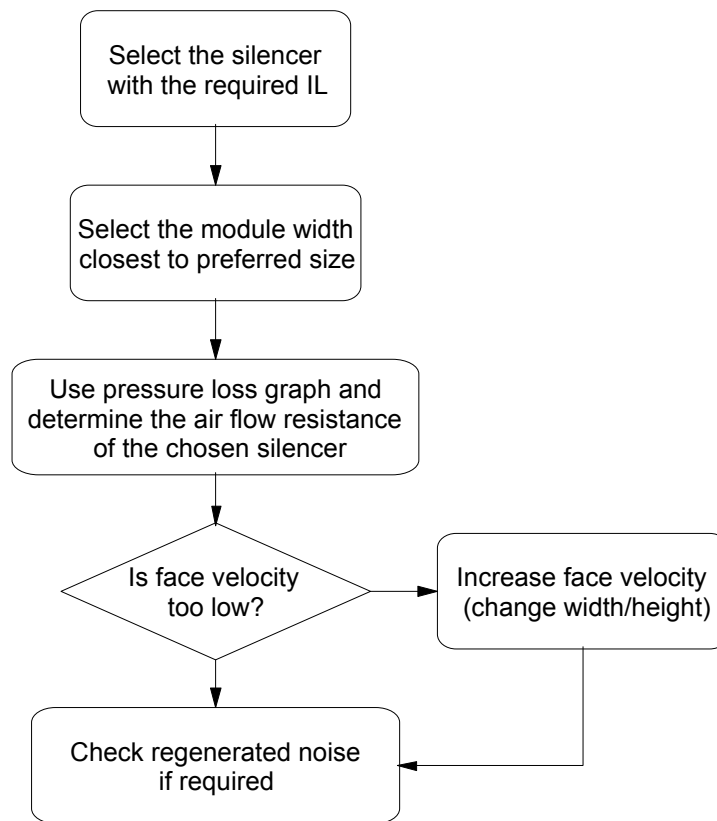 Select the silencer
with the required IL
Select the module width
closest to preferred size
Use pressure loss graph and
determine the air flow resistance
of the chosen silencer
Is face velocity
too low?
Increase face velocity
(change width/height)
Check regenerated noise
if required